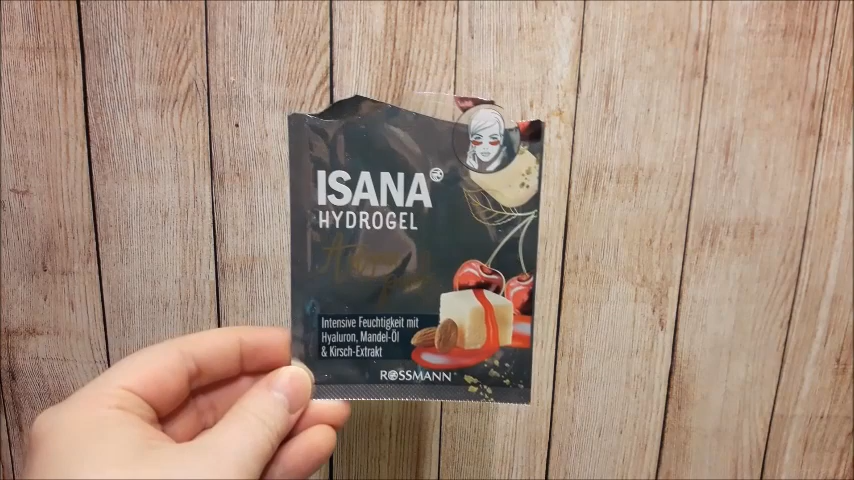 ISANA
HYDROGEL
Intensive Feuchtigkeit mit
Hyaluron, Mandel-Öl
& Kirsch-Extrakt
ROSSMANN